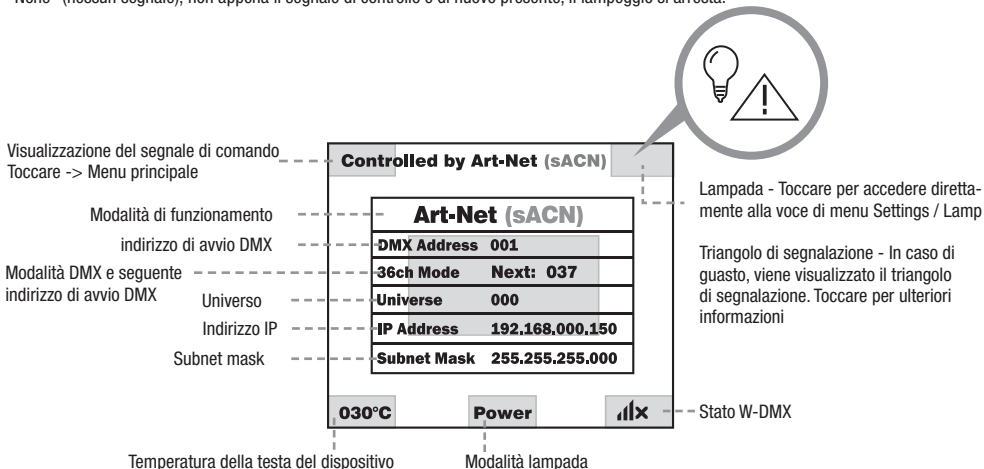 "None" (nessun segnale), non appena il segnale di controllo è di nuovo presente, il lampeggio si arresta.
Visualizzazione del segnale di comando
Toccare -> Menu principale
Controlled by Art-Net (sACN)
Lampada - Toccare per accedere diretta-
mente alla voce di menu Settings / Lamp
Triangolo di segnalazione - In caso di
guasto, viene visualizzato il triangolo
di segnalazione. Toccare per ulteriori
informazioni
Modalità di funzionamento
Art-Net (sACN)
indirizzo di avvio DMX
DMX Address 001
Modalità DMX e seguente
indirizzo di avvio DMX
36ch Mode Next: 037
Universo
Universe 000
Indirizzo IP
IP Address 192.168.000.150
Subnet mask
Subnet Mask 255.255.255.000
030°C
Power
Stato W-DMX
Temperatura della testa del dispositivo
Modalità lampada